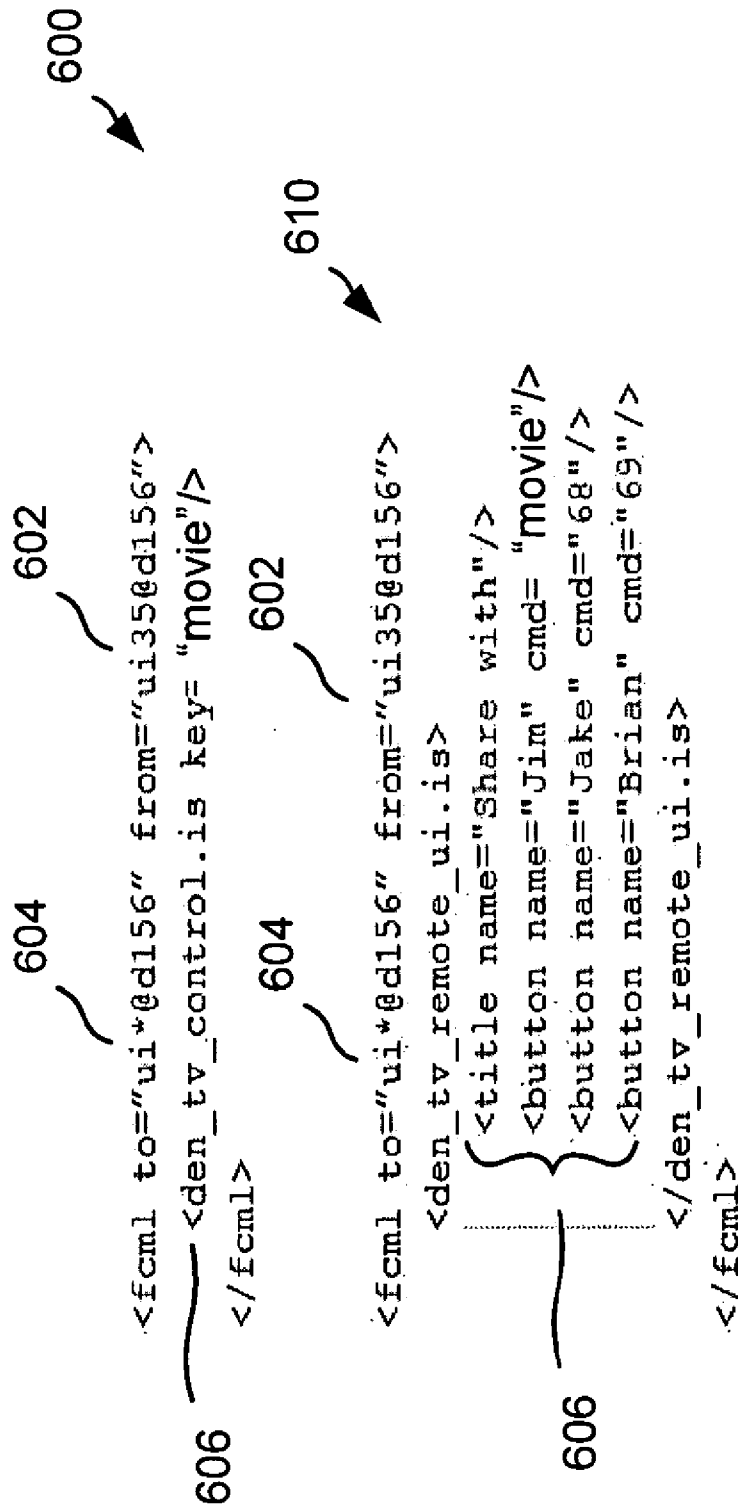 600
604
602
<fcml to=”ui*@d156” from=”ui35@d156”>
<den_tv_control.is key= “movie”/>
</fcml>
606
610
604
602
<fcml to=”ui*@d156” from=”ui35@d156”>
<den_tv_remote_ui.is>
<title name="Share with"/>
<button name="Jim" cmd= “movie”/>
<button name="Jake" cmd="68"/>
<button name="Brian" cmd="69"/>
</den_tv_remote_ui.is>
</fcml>
606